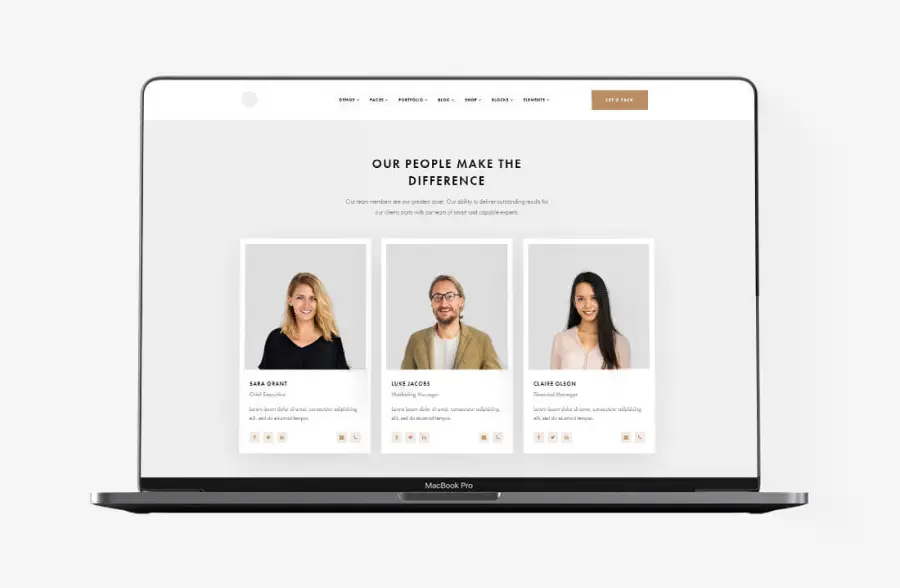 DEMOS PAGES PORTFOLIO BLOG SHOP BLOCKS ELEMENTS LET'S TALK
OUR PEOPLE MAKE THE
DIFFERENCE
Our team members are our greatest asset. Our ability to deliver outstanding results for
our clients starts with our team of smart and capable experts.
SARA GRANT
Chief Executive
Lorem ipsum dolor sit amet, consectetur adipiscing
elit, sed do eiusmod tempor.
LUKE JACOBS
Marketing Manager
Lorem ipsum dolor sit amet, consectetur adipiscing
elit, sed do eiusmod tempor.
CLAIRE OLSON
Financial Manager
Lorem ipsum dolor sit amet, consectetur adipiscing
elit, sed do eiusmod tempor.
MacBook Pro